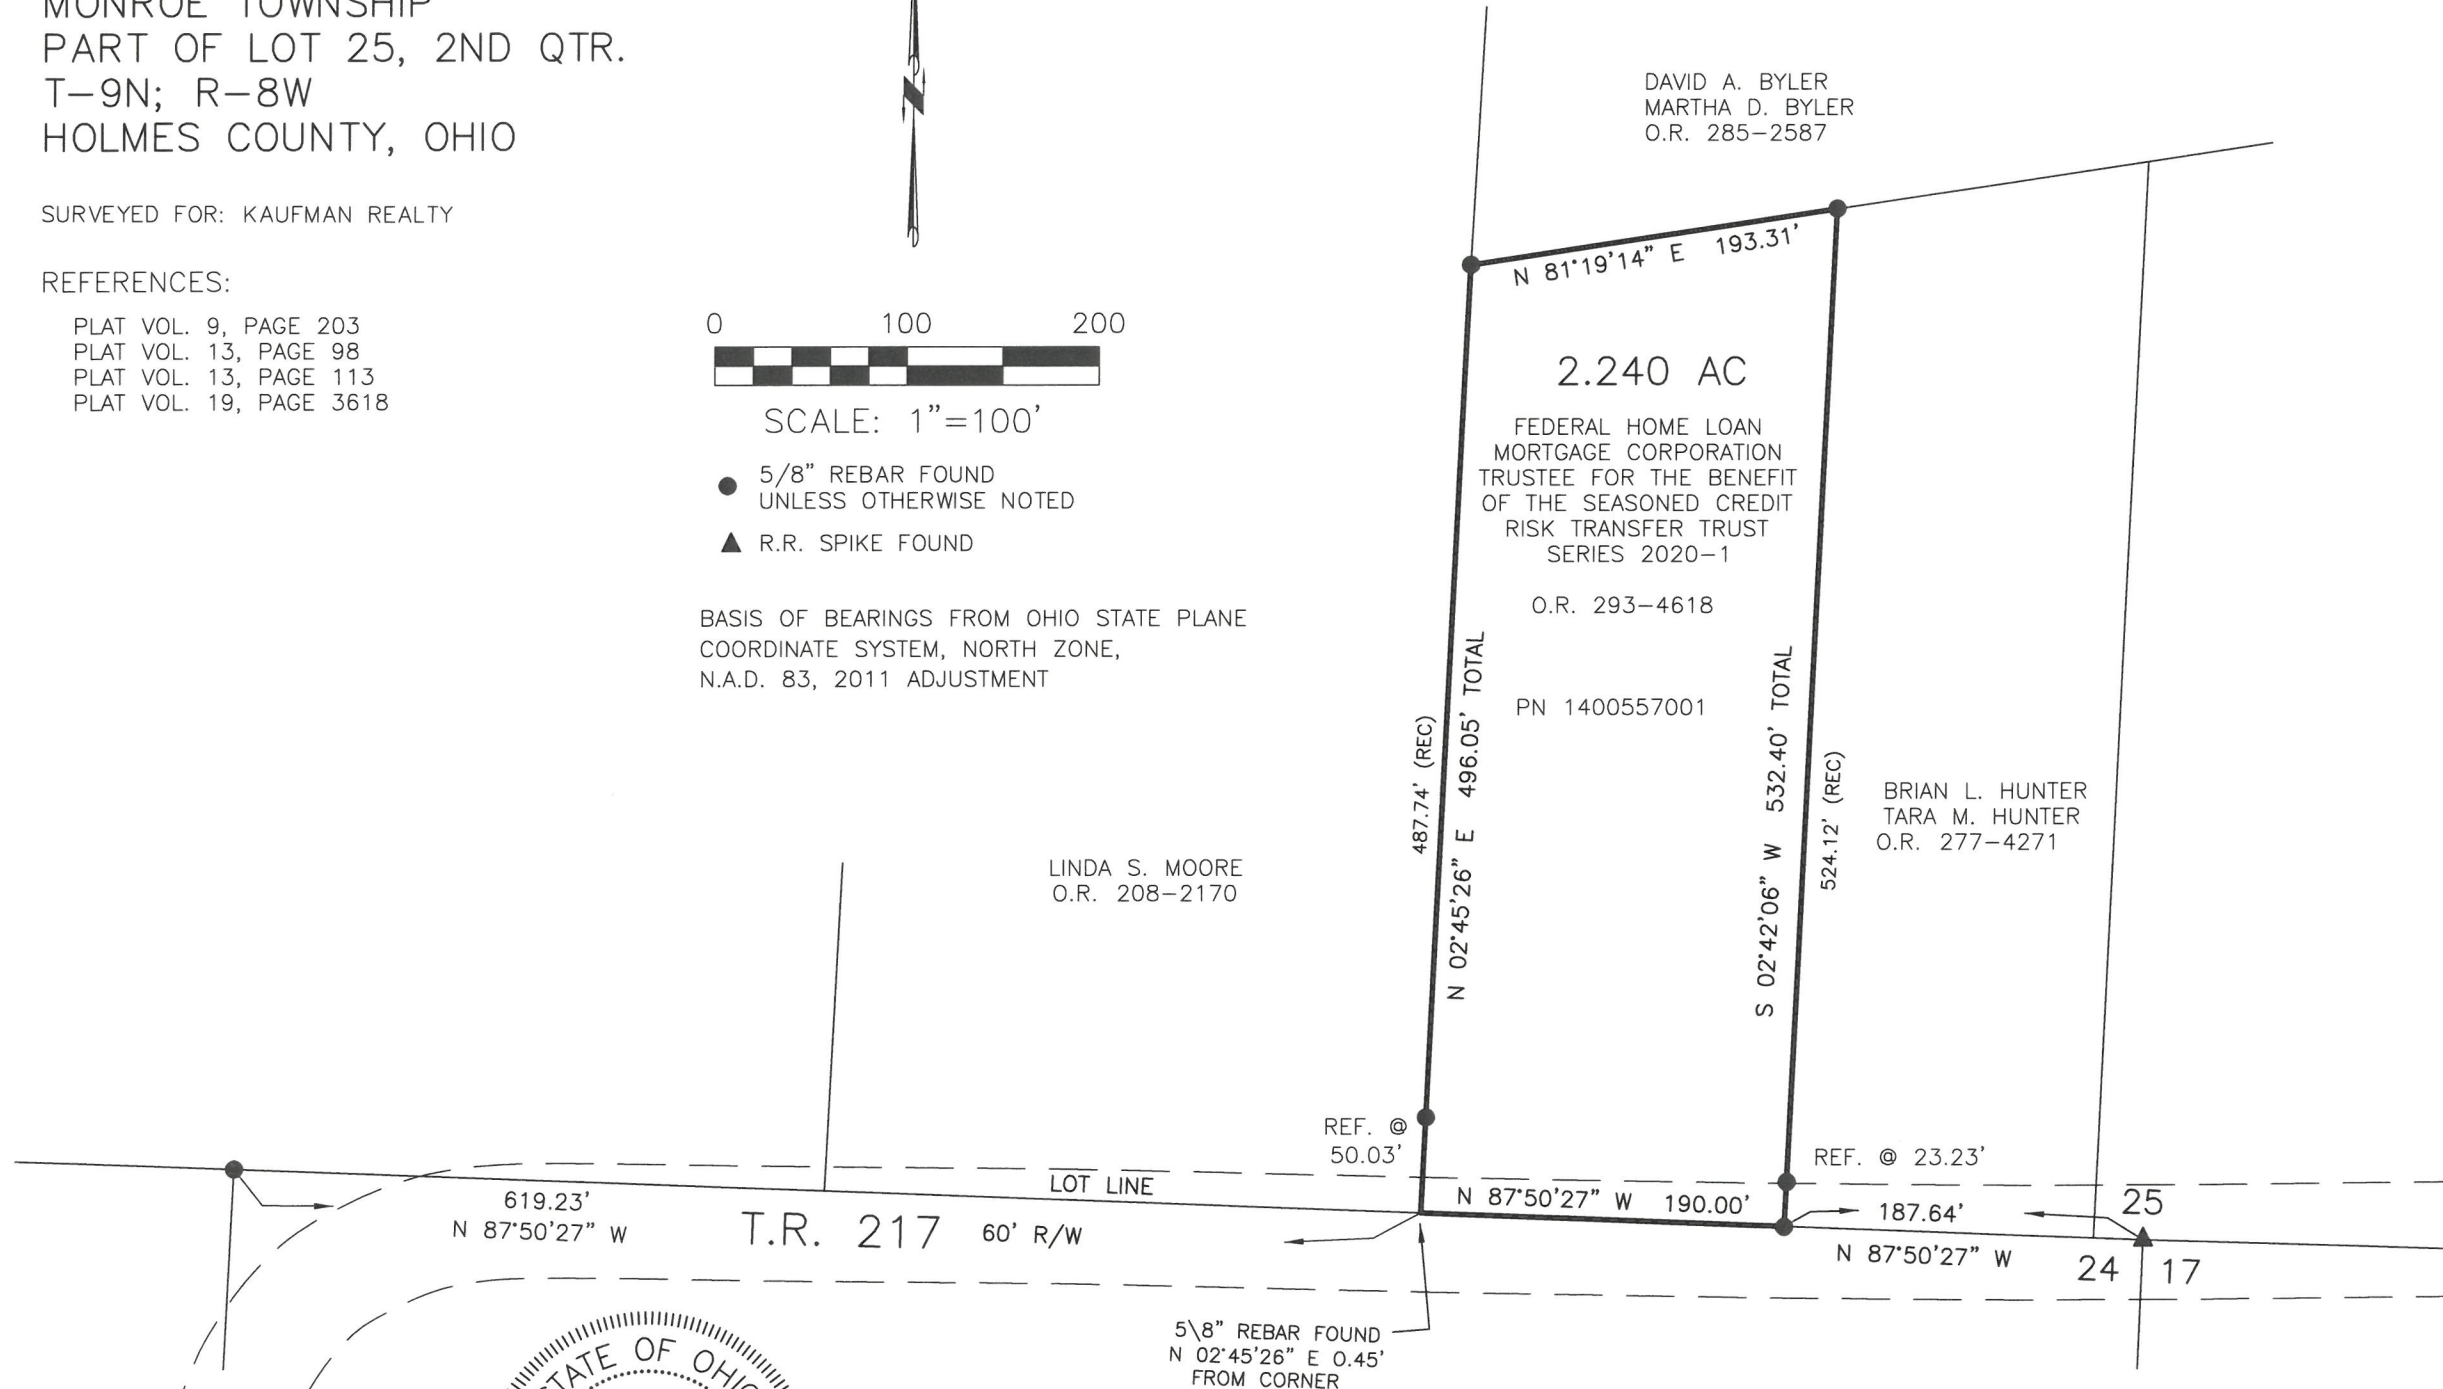 MONROE TOWNSHIP
PART OF LOT 25, 2ND QTR.
T-9N; R-8W
HOLMES COUNTY, OHIO
SURVEYED FOR: KAUFMAN REALTY
REFERENCES:
PLAT VOL. 9, PAGE 203
PLAT VOL. 13, PAGE 98
PLAT VOL. 13, PAGE 113
PLAT VOL. 19, PAGE 3618
N
0 100 200
SCALE: 1"=100'
5/8" REBAR FOUND
UNLESS OTHERWISE NOTED
R.R. SPIKE FOUND
BASIS OF BEARINGS FROM OHIO STATE PLANE
COORDINATE SYSTEM, NORTH ZONE,
N.A.D. 83, 2011 ADJUSTMENT
DAVID A. BYLER
MARTHA D. BYLER
O.R. 285-2587
N 81°19'14" E 193.31'
2.240 AC
FEDERAL HOME LOAN
MORTGAGE CORPORATION
TRUSTEE FOR THE BENEFIT
OF THE SEASONED CREDIT
RISK TRANSFER TRUST
SERIES 2020-1
O.R. 293-4618
PN 1400557001
487.74' (REC)
N 02°45'26" E 496.05' TOTAL
S 02°42'06" W 532.40' TOTAL
524.12' (REC)
BRIAN L. HUNTER
TARA M. HUNTER
O.R. 277-4271
LINDA S. MOORE
O.R. 208-2170
REF. @
50.03'
REF. @ 23.23'
LOT LINE
619.23'
N 87°50'27" W
T.R. 217 60' R/W
N 87°50'27" W 190.00'
187.64'
N 87°50'27" W
25
24
17
5\8" REBAR FOUND
N 02°45'26" E 0.45'
FROM CORNER
STATE OF OHIO